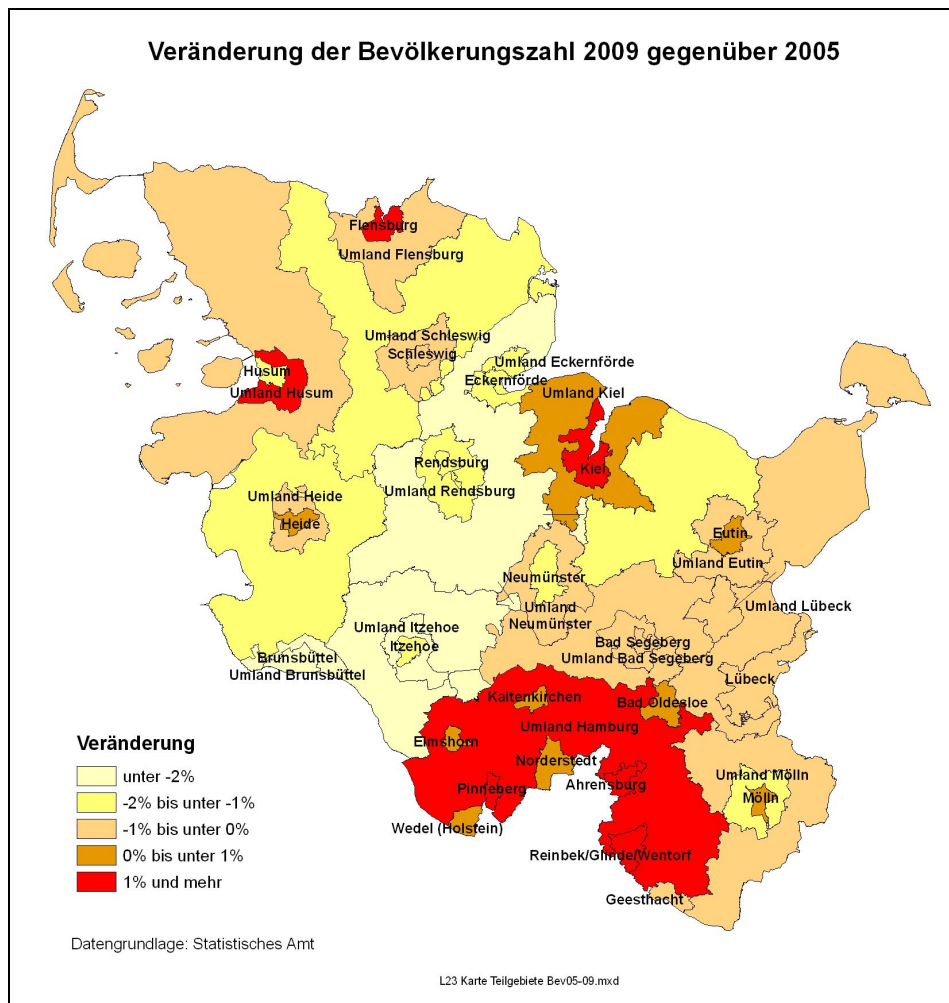 Veränderung der Bevölkerungszahl 2009 gegenüber 2005
Flensburg
Umland Flensburg
Umland Schleswig
Schleswig
Umland Eckernförde
Eckernförde
Husum
Umland Husum
Umland Kiel
Kiel
Rendsburg
Umland Rendsburg
Umland Heide
Heide
Eutin
Umland Eutin
Neumünster
Umland
Neumünster
Umland Lübeck
Umland Itzehoe
Itzehoe
Bad Segeberg
Umland Bad Segeberg
Brunsbüttel
Umland Brunsbüttel
Lübeck
Kaltenkirchen
Bad Oldesloe
Umland Hamburg
Elmshorn
Norderstedt
Ahrensburg
Pinneberg
Umland Mölln
Mölln
Wedel (Holstein)
Reinbek/Glinde/Wentorf
Geesthacht
Veränderung
unter -2%
-2% bis unter -1%
-1% bis unter 0%
0% bis unter 1%
1% und mehr
Datengrundlage: Statistisches Amt
L23 Karte Teilgebiete Bev05-09.mxd